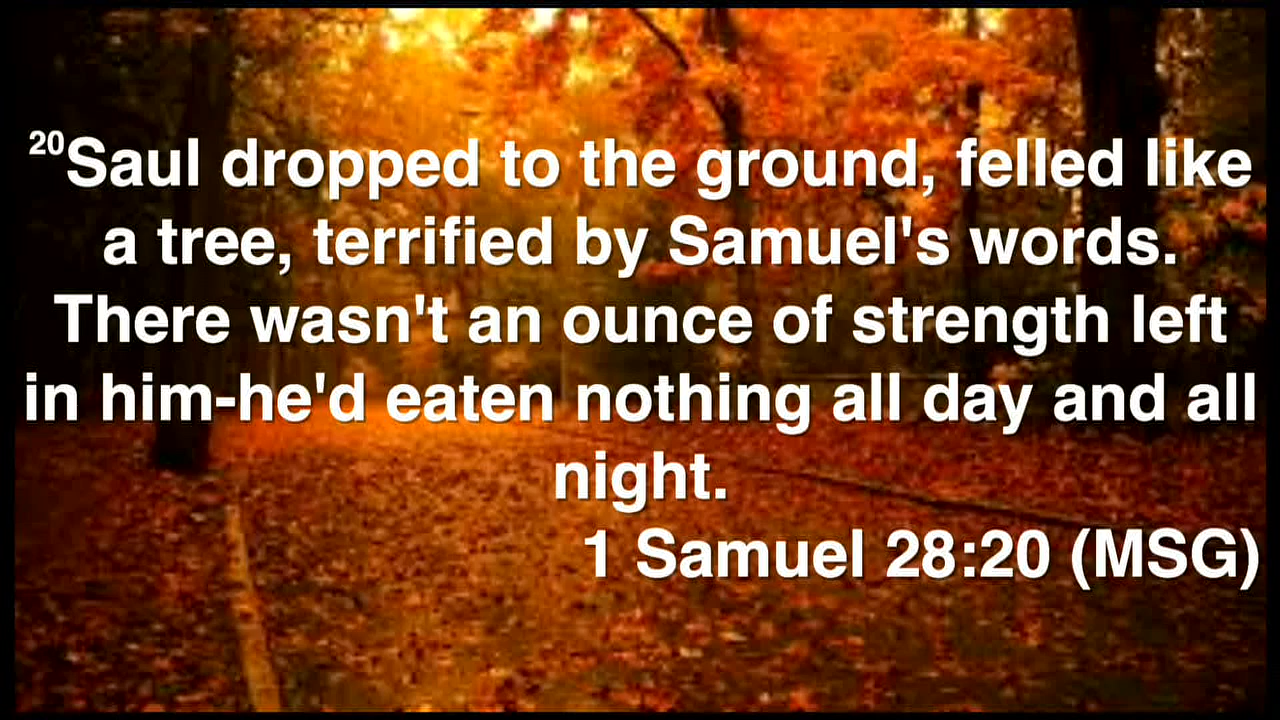 20Saul dropped to the ground, felled like
a tree, terrified by Samuel's words.
There wasn't an ounce of strength left
in him-he'd eaten nothing all day and all
night.
1 Samuel 28:20 (MSG)